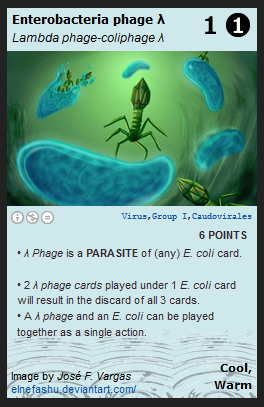 Enterobacteria phage λ
Lambda phage-coliphage λ
1 1
Virus,Group I,Caudovirales
6 POINTS
• λ Phage is a PARASITE of (any) E. coli card.
• 2 λ phage cards played under 1 E. coli card
will result in the discard of all 3 cards.
• A λ phage and an E. coli can be played
together as a single action.
Image by José F. Vargas
elnefashu.deviantart.com/
Cool,
Warm